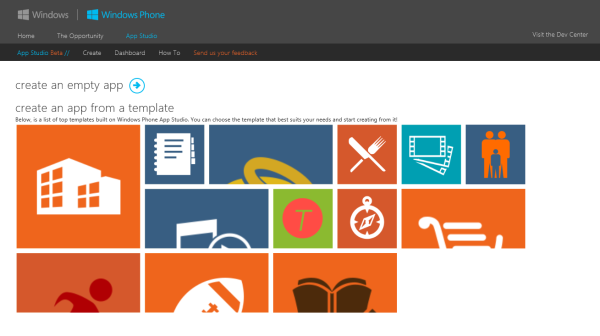 Windows | Windows Phone
Home The Opportunity App Studio Visit the Dev Center
App Studio Beta // Create Dashboard How To Send us your feedback
create an empty app
create an app from a template
Below, is a list of top templates built on Windows Phone App Studio. You can choose the template that best suits your needs and start creating from it!
T